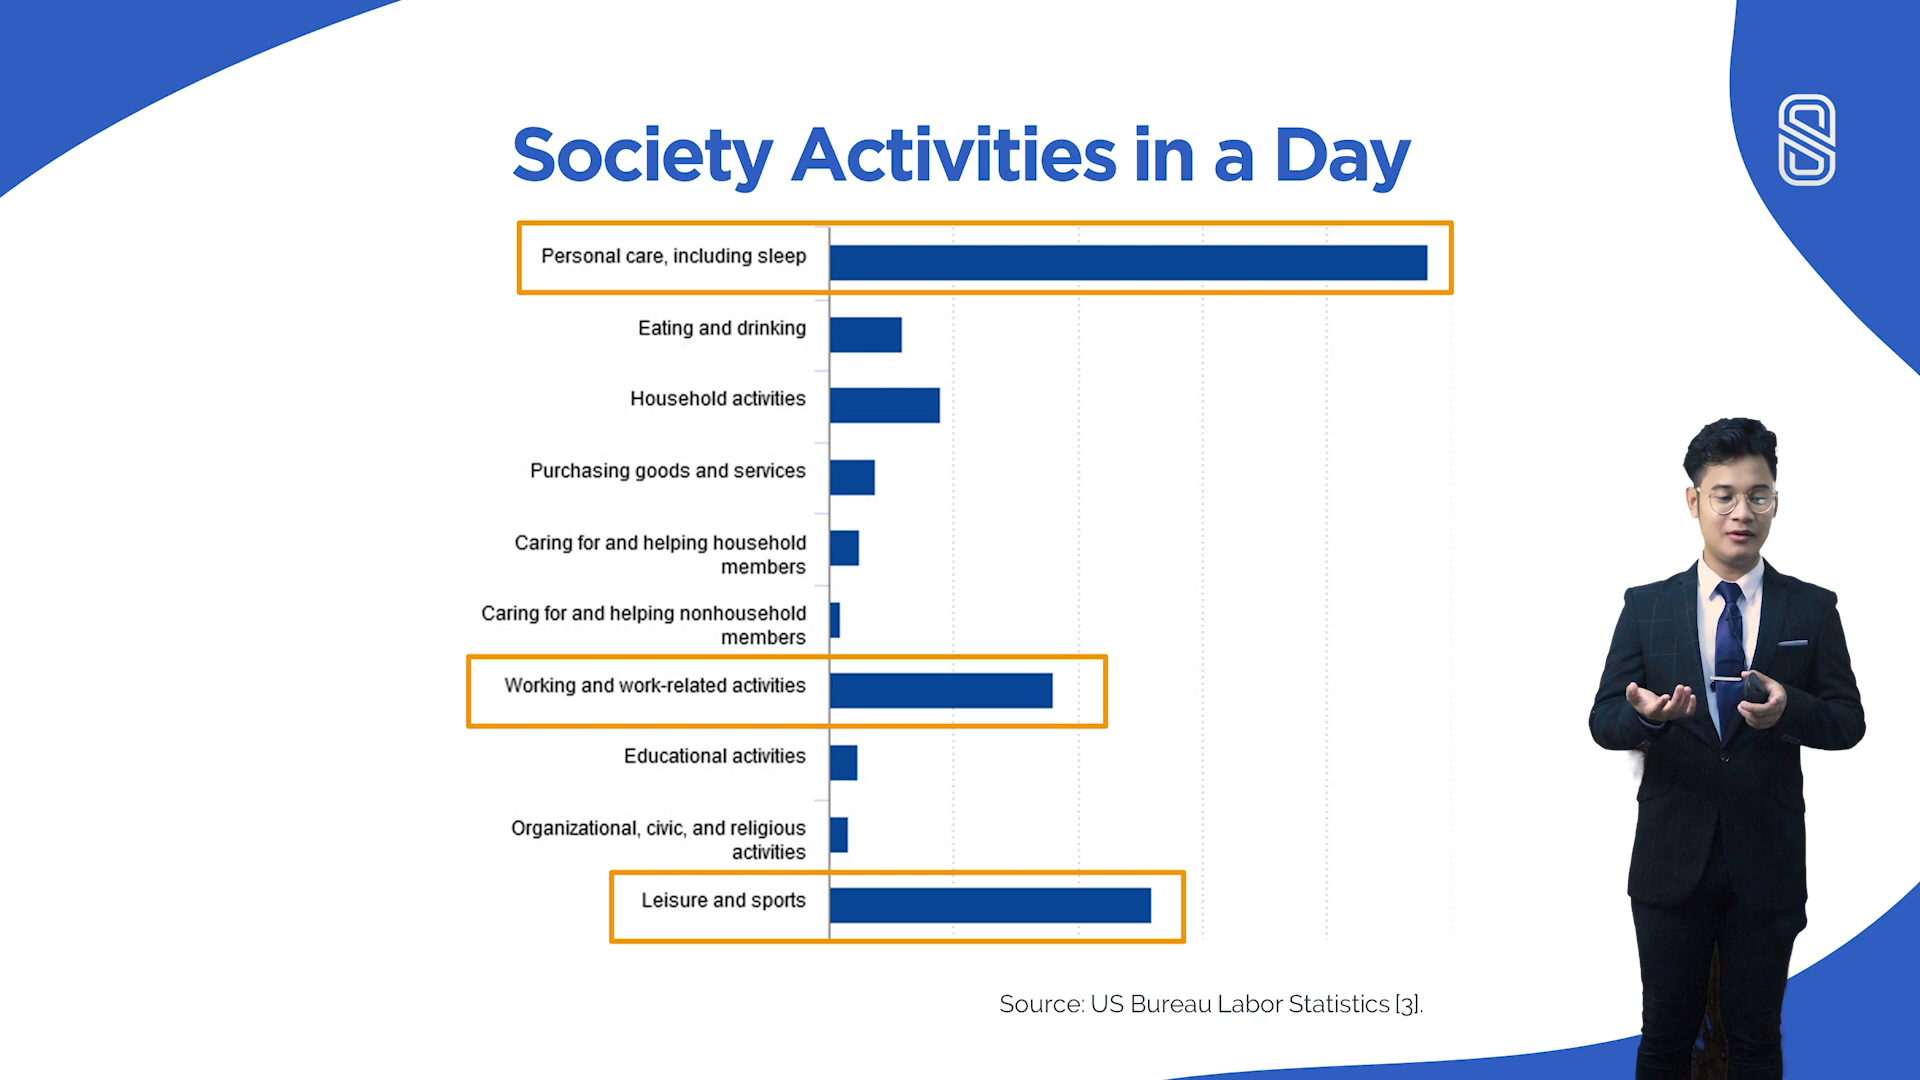 Society Activities in a Day
Personal care, including sleep
Eating and drinking
Household activities
Purchasing goods and services
Caring for and helping household
members
Caring for and helping nonhousehold
members
Working and work-related activities
Educational activities
Organizational, civic, and religious
activities
Leisure and sports
Source: US Bureau Labor Statistics [3].